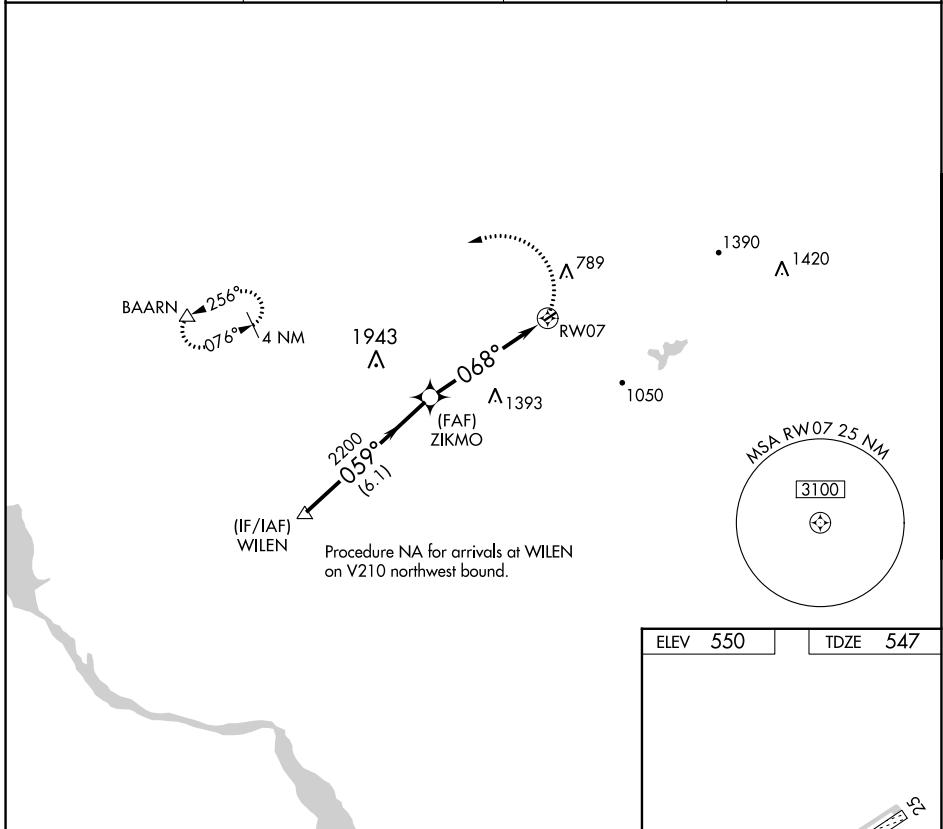 1390
1420
789
BAARN
256°
076°
4 NM
RW07
1943
068°
1050
1393
(FAF)
ZIKMO
2200
059°
(6.1)
MSA RW07 25 NM
3100
(IF/IAF)
WILEN
Procedure NA for arrivals at WILEN
on V210 northwest bound.
ELEV 550
TDZE 547
25